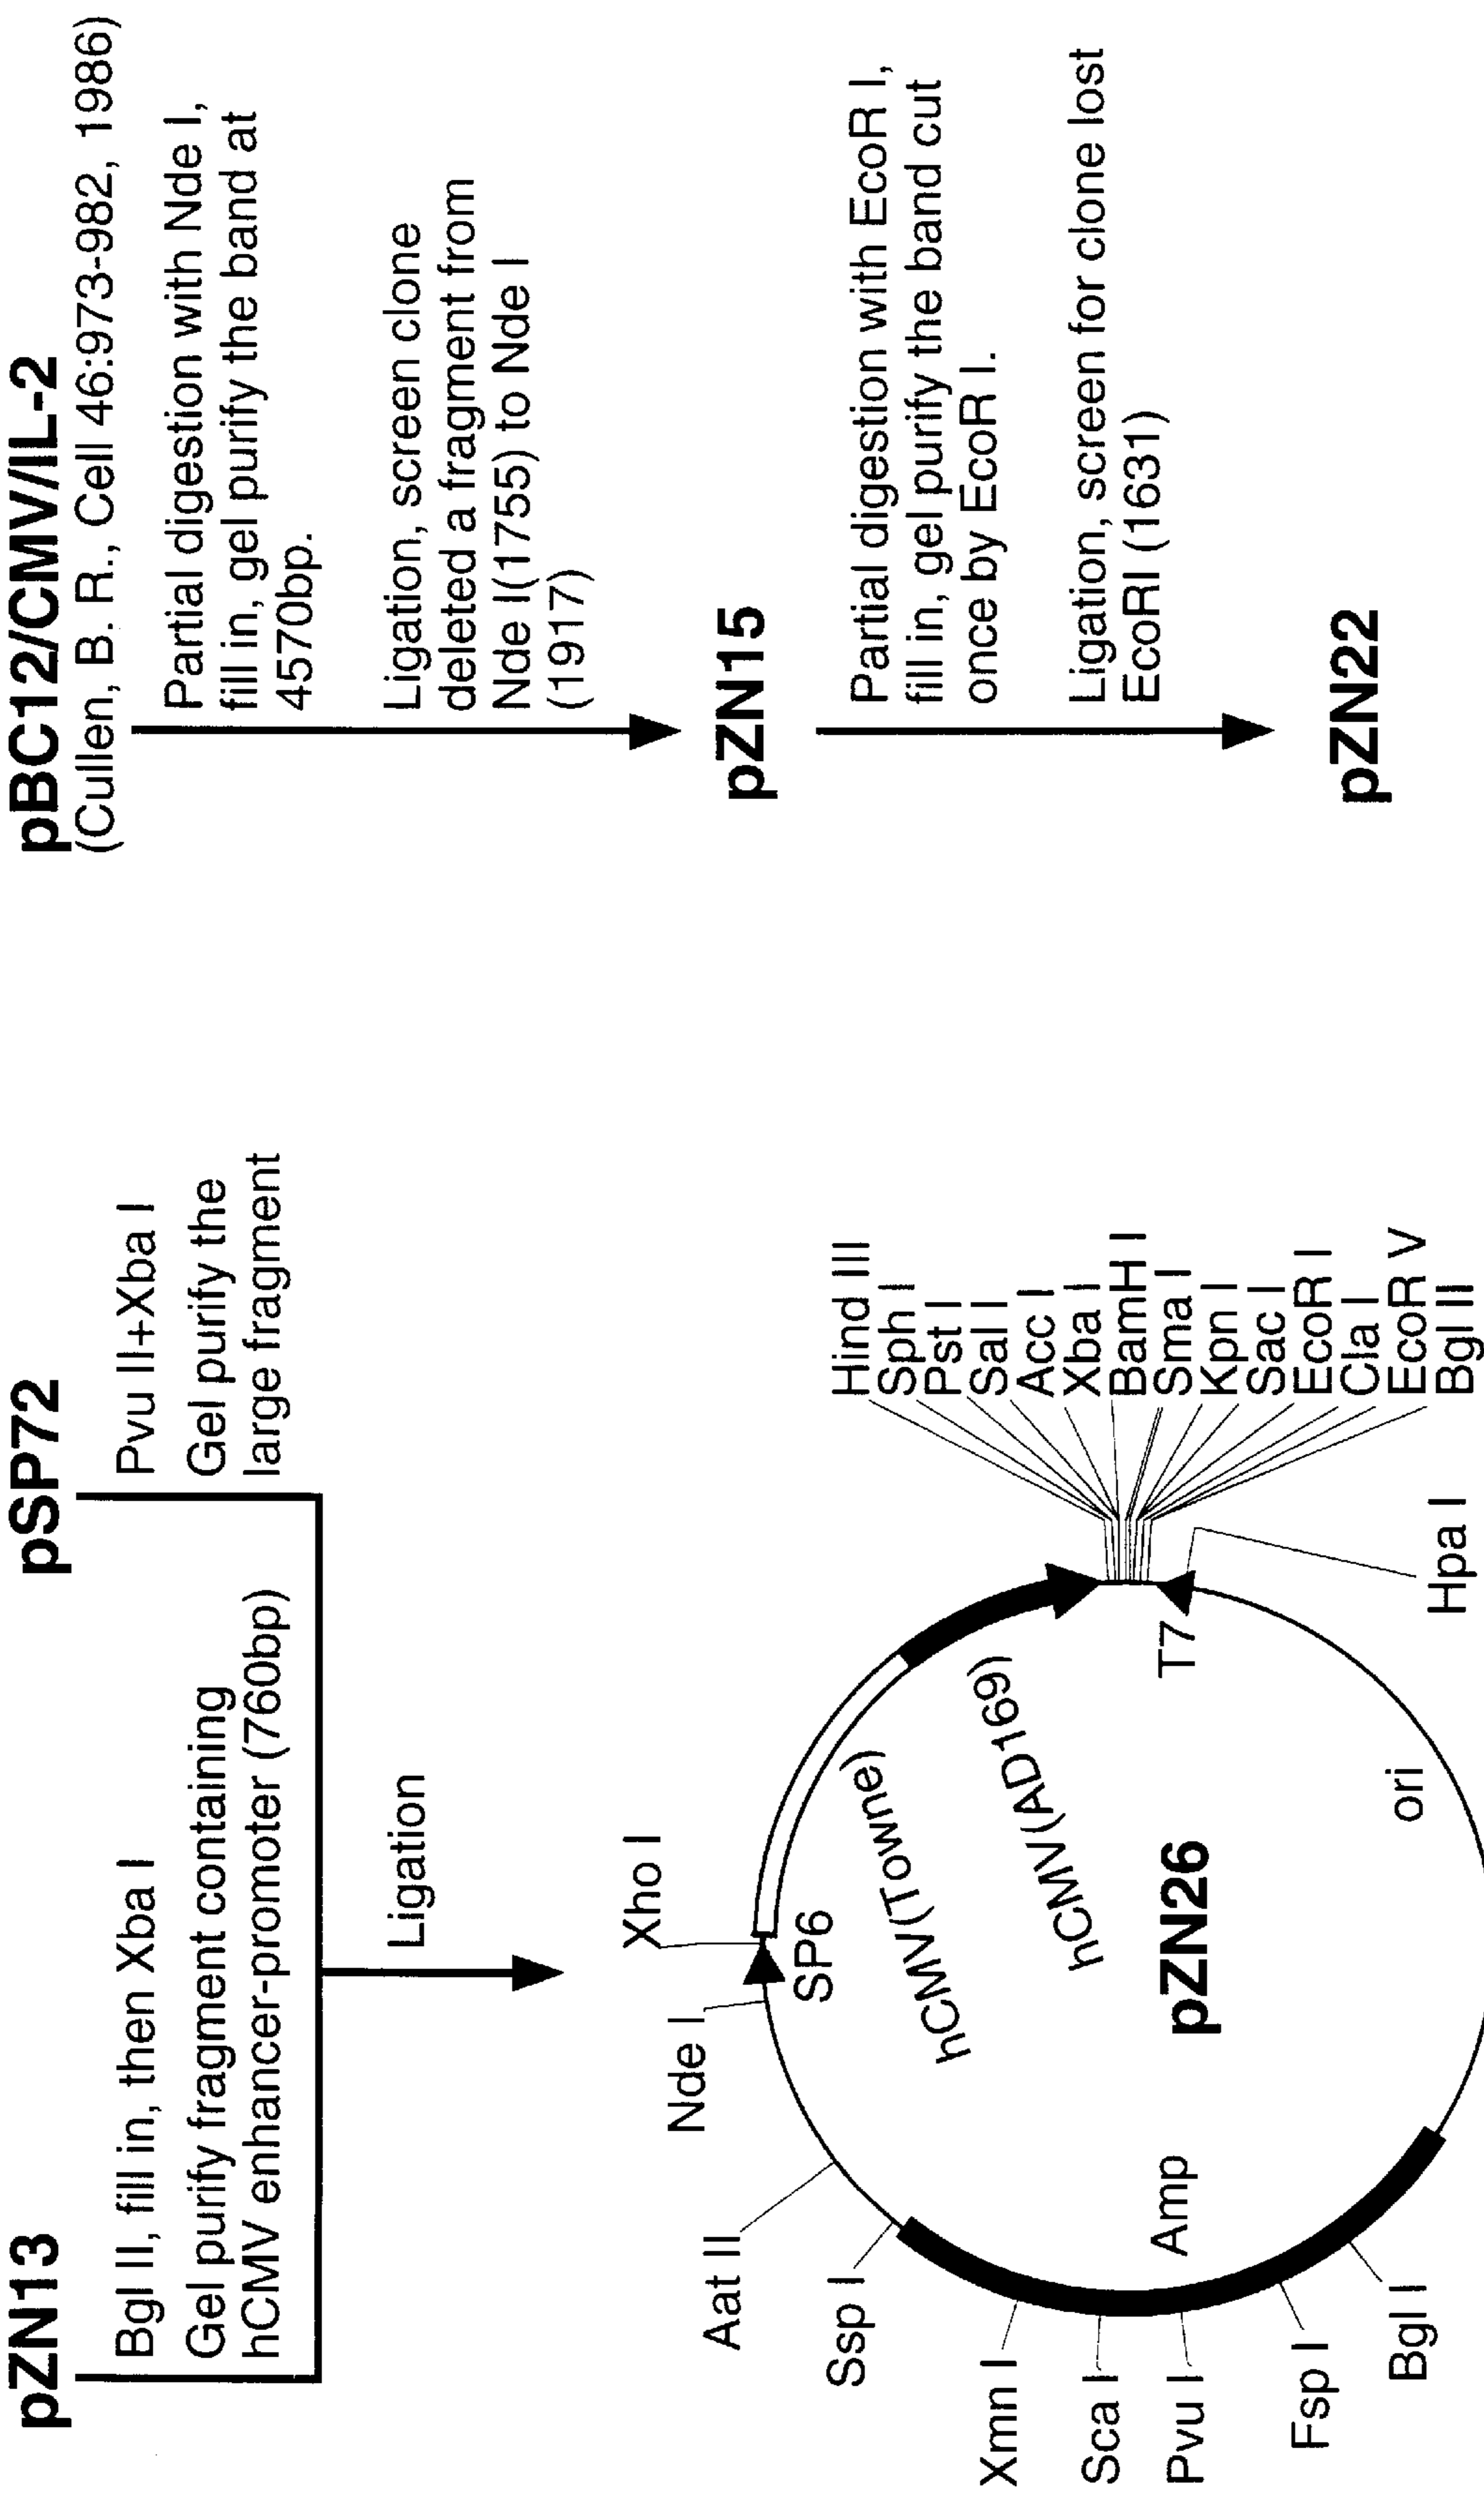 pZN13
pSP72
Bgl II, fill in, then Xba I
Gel purify fragment containing
hCMV enhancer-promoter (760bp)
Pvu II+Xba I
Gel purify the
large fragment
Ligation
Xho I
Nde I
Aat II
Ssp I
Xmn I
Sca I
Pvu I
Fsp I
Bgl I
SP6
hCMV(Towne)
hCMV(AD169)
pZN26
Amp
ori
T7
Hind III
Sph I
Pst I
Sal I
Acc I
Xba I
BamH I
Sma I
Kpn I
Sac I
EcoR I
Cla I
EcoR V
Bgl II
Hpa I
pBC12/CMV/IL-2
(Cullen, B. R., Cell 46:973-982, 1986)
Partial digestion with Nde I,
fill in, gel purify the band at
4570bp.
Ligation, screen clone
deleted a fragment from
Nde I(1755) to Nde I
(1917)
pZN15
Partial digestion with EcoR I,
fill in, gel purify the band cut
once by EcoR I.
Ligation, screen for clone lost
EcoRI (1631)
pZN22